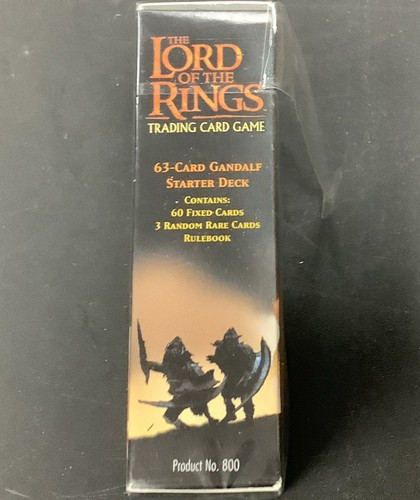 THE
LORD
OF THE
RINGS
TRADING CARD GAME
63-CARD GANDALF
STARTER DECK
CONTAINS:
60 FIXED CARDS
3 RANDOM RARE CARDS
RULEBOOK
Product No. 800